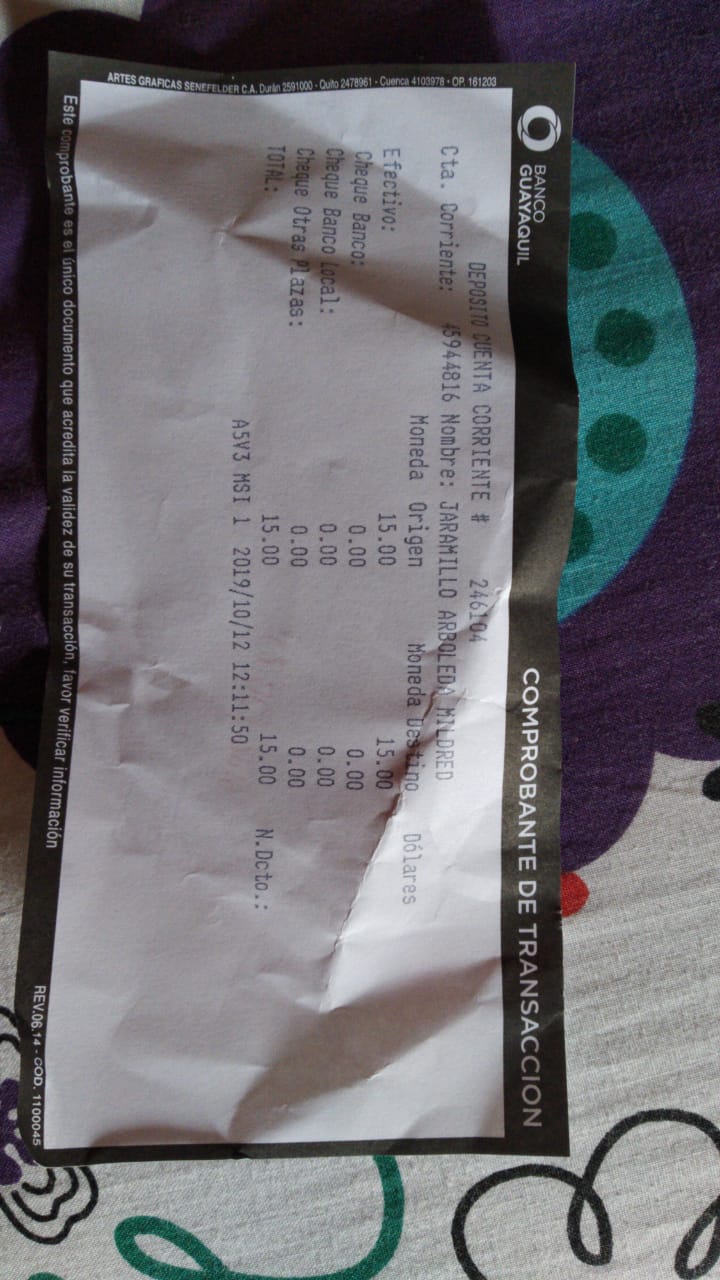 BANCO
GUAYAQUIL
COMPROBANTE DE TRANSACCION
DEPOSITO CUENTA CORRIENTE # 246104
Cta. Corriente: 45944816 Nombre: JARAMILLO ARBOLEDA MILDRED
Moneda Origen Moneda Destino Dólares
Efectivo: 15.00 15.00
Cheque Banco: 0.00 0.00
Cheque Banco Local: 0.00 0.00
Cheque Otras Plazas: 0.00 0.00
TOTAL: 15.00 15.00 N.Dcto.:
A5V3 MSI 1 2019/10/12 12:11:50
Este comprobante es el único documento que acredita la validez de su transacción, favor verificar información
REV.06.14 - COD. 1100045
ARTES GRAFICAS SENEFELDER C.A. Durán 2591000 - Quito 2478961 - Cuenca 4103978 - OP. 161203